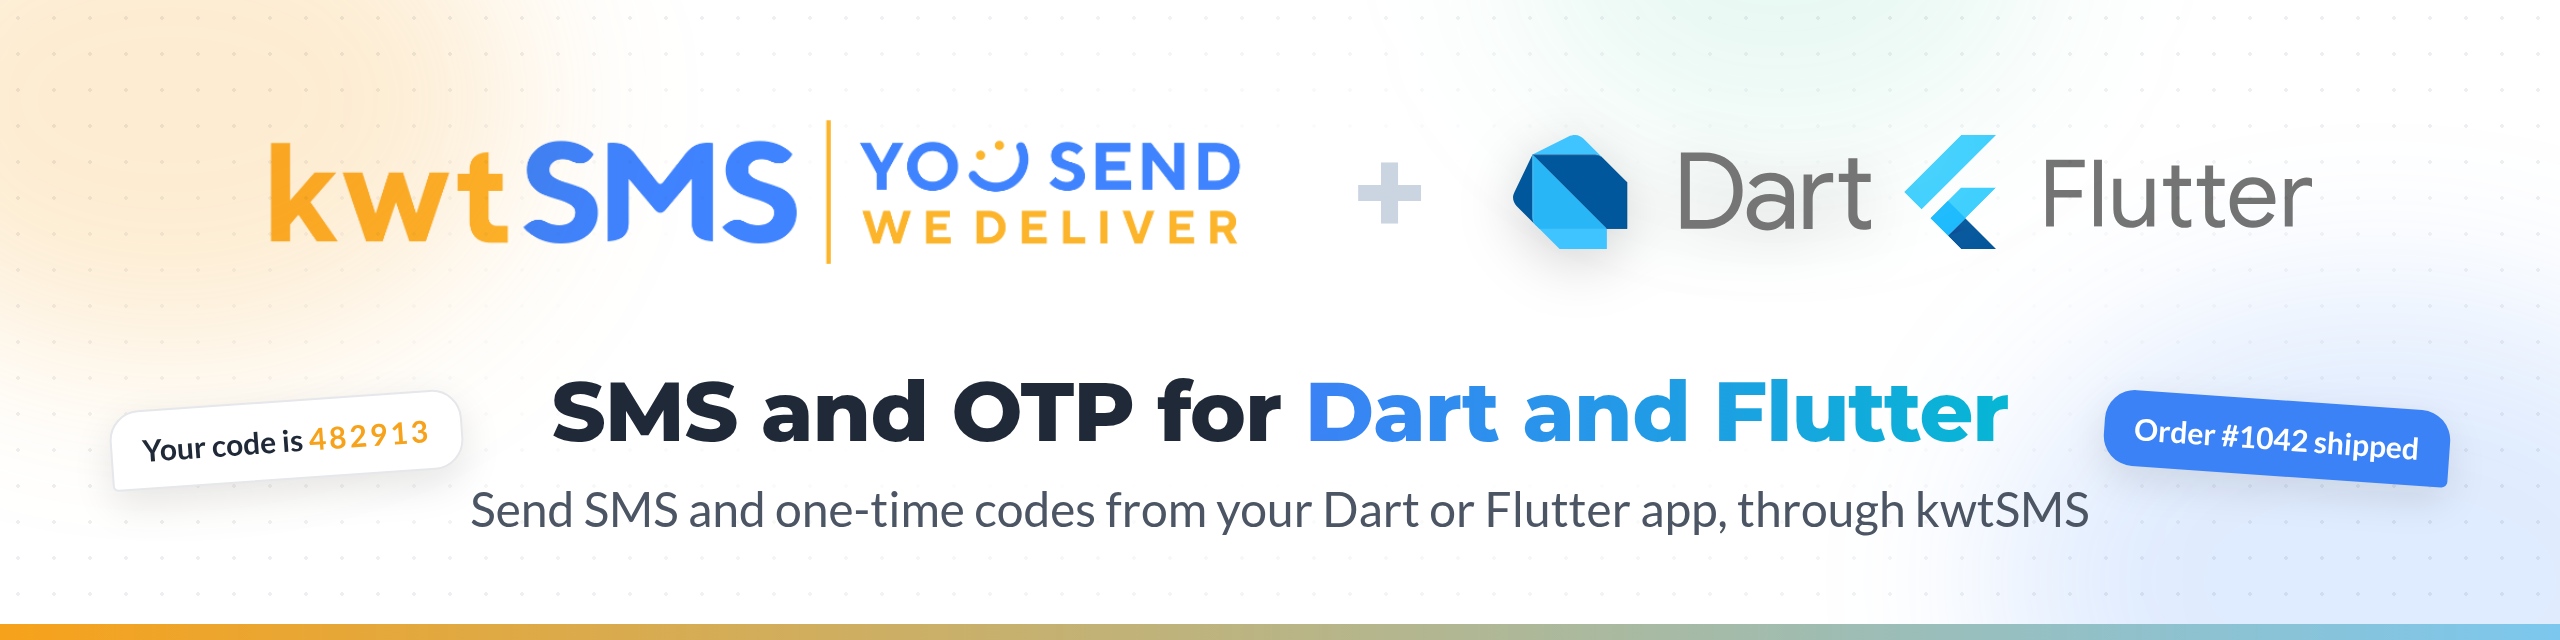 kwtSMS
YOU SEND
WE DELIVER
+
Dart
Flutter
SMS and OTP for Dart and Flutter
Your code is 482913
Order #1042 shipped
Send SMS and one-time codes from your Dart or Flutter app, through kwtSMS